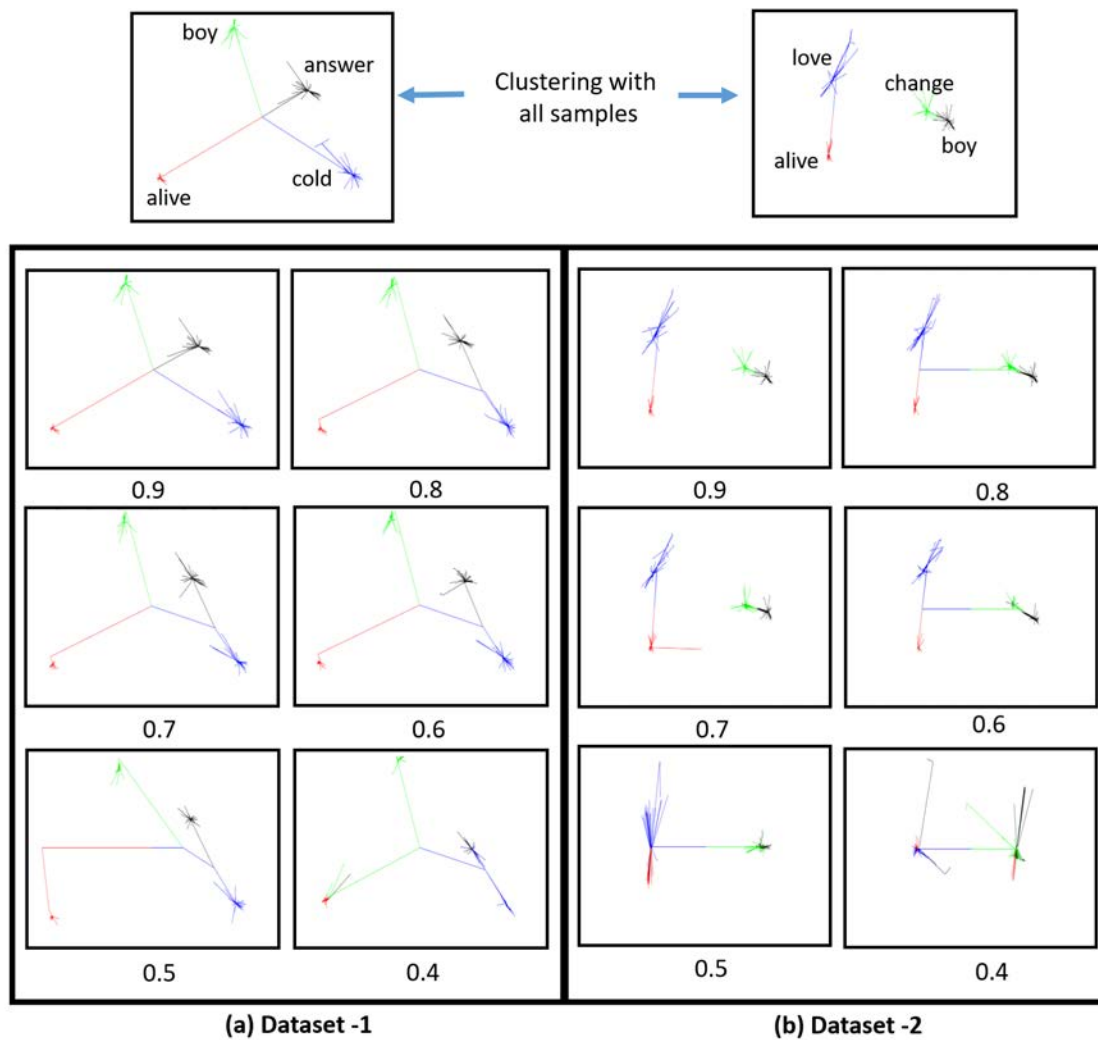 boy
answer
alive
cold
Clustering with
all samples
love
change
alive
boy
0.9
0.8
0.7
0.6
0.5
0.4
(a) Dataset -1
0.9
0.8
0.7
0.6
0.5
0.4
(b) Dataset -2